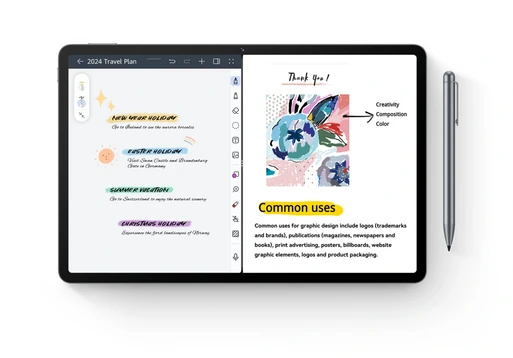 2024 Travel Plan
NEW YEAR HOLIDAY
Go to Iceland to see the aurora borealis
EASTER HOLIDAY
Visit Swan Castle and Brandenburg
Gate in Germany
SUMMER VACATION
Go to Switzerland to enjoy the natural scenery
CHRISTMAS HOLIDAY
Experience the fjord landscapes of Norway
Thank You!
Creativity
Composition
Color
Common uses
Common uses for graphic design include logos (trademarks
and brands), publications (magazines, newspapers and
books), print advertising, posters, billboards, website
graphic elements, logos and product packaging.